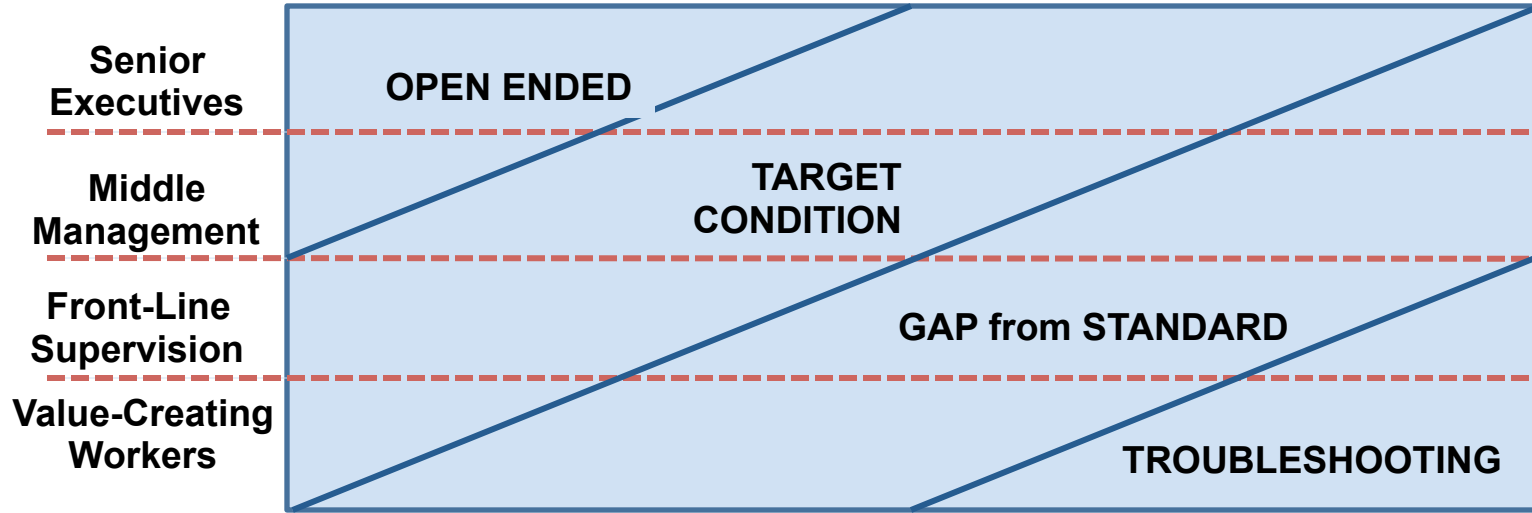 Senior
Executives
OPEN ENDED
Middle
Management
TARGET
CONDITION
Front-Line
Supervision
GAP from STANDARD
Value-Creating
Workers
TROUBLESHOOTING